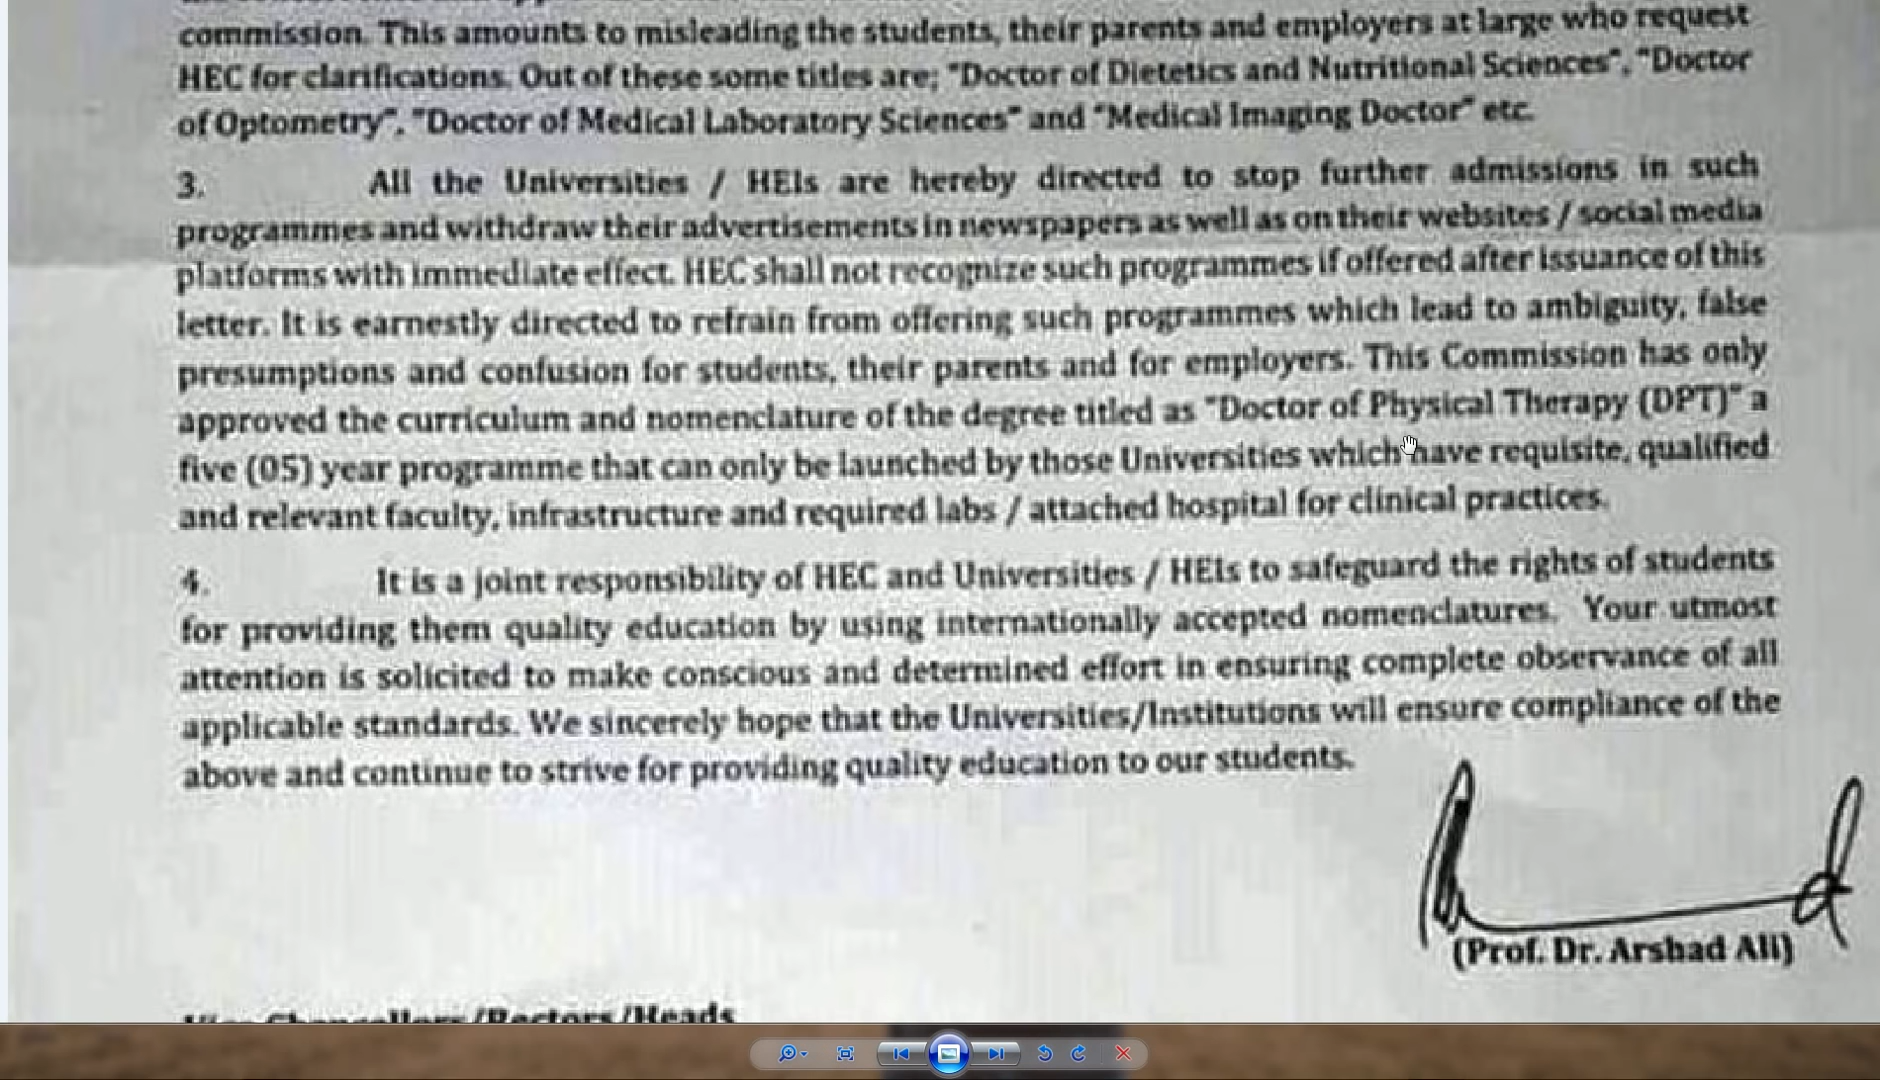 commission. This amounts to misleading the students, their parents and employers at large who request
HEC for clarifications. Out of these some titles are; "Doctor of Dietetics and Nutritional Sciences", "Doctor
of Optometry", "Doctor of Medical Laboratory Sciences" and "Medical Imaging Doctor" etc.
3. All the Universities / HEIs are hereby directed to stop further admissions in such
programmes and withdraw their advertisements in newspapers as well as on their websites / social media
platforms with immediate effect. HEC shall not recognize such programmes if offered after issuance of this
letter. It is earnestly directed to refrain from offering such programmes which lead to ambiguity, false
presumptions and confusion for students, their parents and for employers. This Commission has only
approved the curriculum and nomenclature of the degree titled as "Doctor of Physical Therapy (DPT)" a
five (05) year programme that can only be launched by those Universities which have requisite, qualified
and relevant faculty, infrastructure and required labs / attached hospital for clinical practices.
4. It is a joint responsibility of HEC and Universities / HEIs to safeguard the rights of students
for providing them quality education by using internationally accepted nomenclatures. Your utmost
attention is solicited to make conscious and determined effort in ensuring complete observance of all
applicable standards. We sincerely hope that the Universities/Institutions will ensure compliance of the
above and continue to strive for providing quality education to our students.
(Prof. Dr. Arshad Ali)
Vice Chancellors/Rectors/Heads